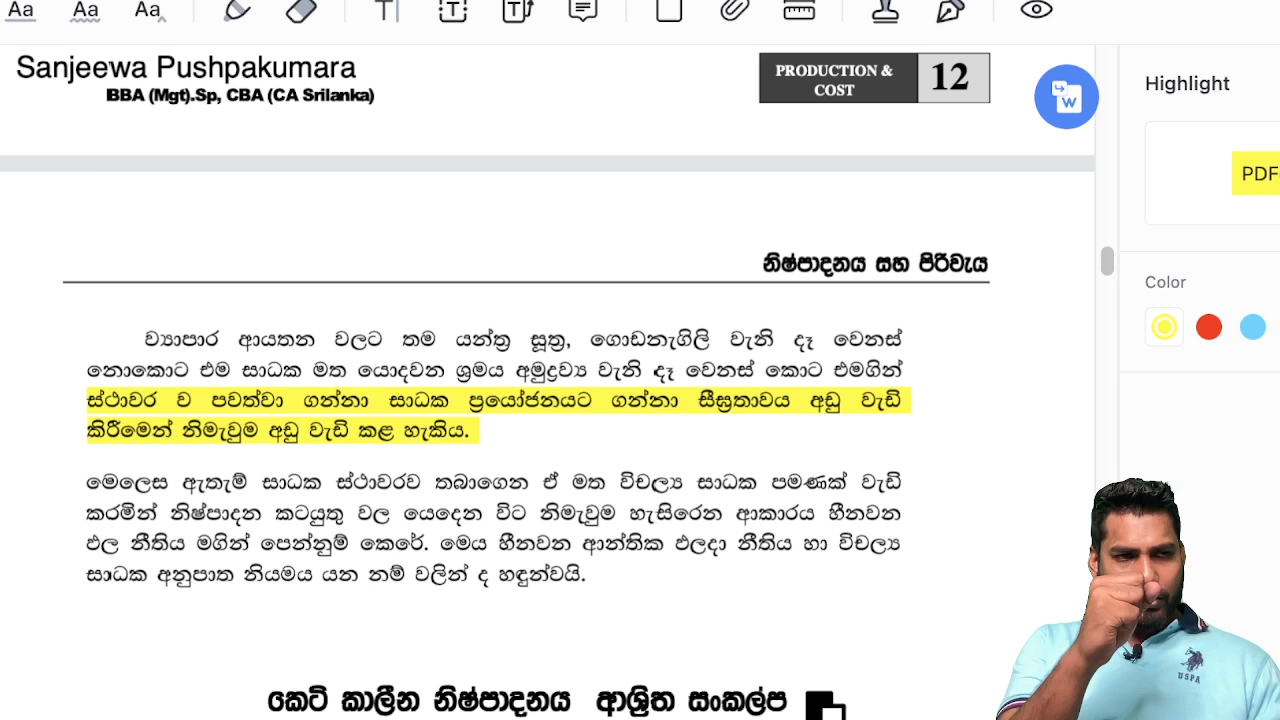 Aa Aa Aa T T T
Sanjeewa Pushpakumara
BBA (Mgt).Sp, CBA (CA Srilanka)
PRODUCTION &
COST
12
W
Highlight
PDF
නිෂ්පාදනය සහ පිරිවැය
Color
ව්‍යාපාර ආයතන වලට තම යන්ත්‍ර සූත්‍ර, ගොඩනැගිලි වැනි දෑ වෙනස්
නොකොට එම සාධක මත යොදවන ශ්‍රමය අමුද්‍රව්‍ය වැනි දෑ වෙනස් කොට එමගින්
ස්ථාවර ව පවත්වා ගන්නා සාධක ප්‍රයෝජනයට ගන්නා සීඝ්‍රතාවය අඩු වැඩි
කිරීමෙන් නිමැවුම අඩු වැඩි කළ හැකිය.
මෙලෙස ඇතැම් සාධක ස්ථාවරව තබාගෙන ඒ මත විචල්‍ය සාධක පමණක් වැඩි
කරමින් නිෂ්පාදන කටයුතු වල යෙදෙන විට නිමැවුම හැසිරෙන ආකාරය හීනවන
ඵල නීතිය මගින් පෙන්නුම් කෙරේ. මෙය හීනවන ආන්තික ඵලදා නීතිය හා විචල්‍ය
සාධක අනුපාත නියමය යන නම් වලින් ද හඳුන්වයි.
USPA
කෙටි කාලීන නිෂ්පාදනය ආශ්‍රිත සංකල්ප